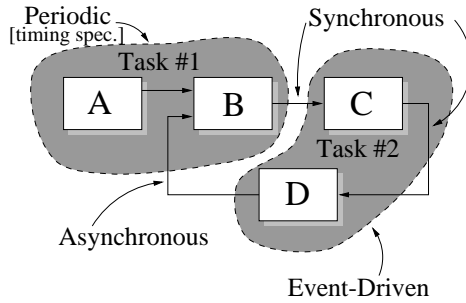 Periodic
[timing spec.]
Synchronous
Task #1
A
B
C
Task #2
D
Asynchronous
Event-Driven